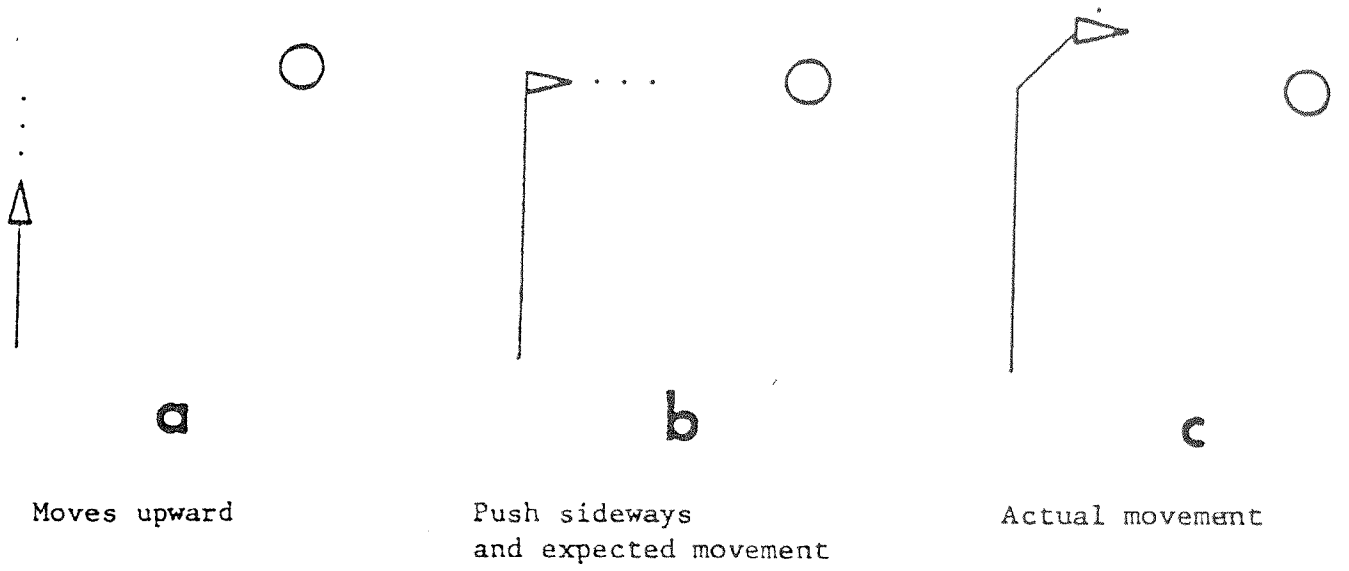 a
b
c
Moves upward
Push sideways
and expected movement
Actual movement